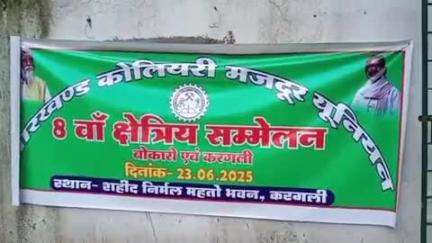 झारखण्ड कोलियरी मजदूर यूनियन
8 वाँ क्षेत्रिय सम्मेलन
बोकारो एवं करगली
दिनांक- 23.06.2025
स्थान- शहीद निर्मल महतो भवन, करगली